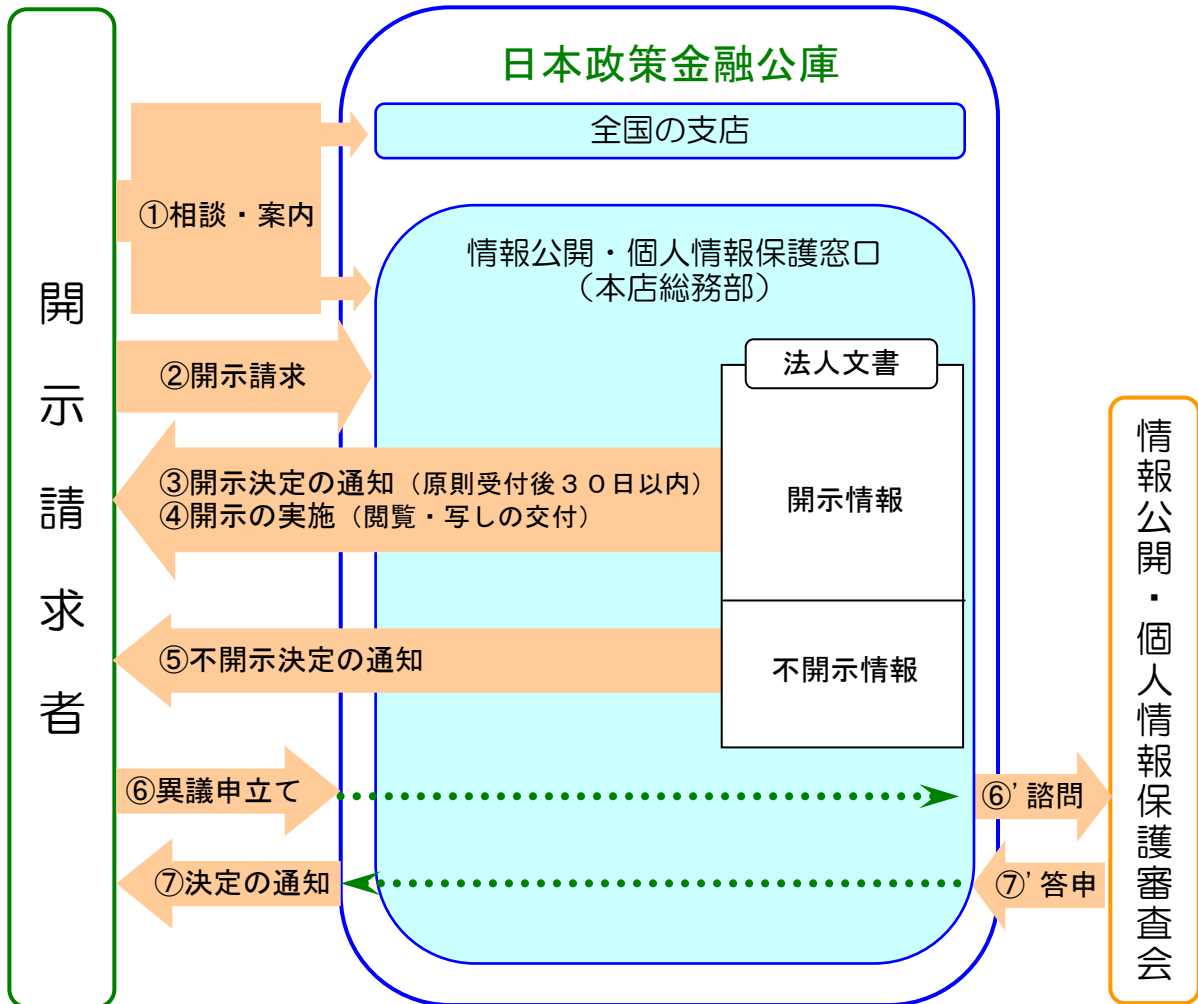 開示請求者
日本政策金融公庫
全国の支店
①相談・案内
情報公開・個人情報保護窓口
（本店総務部）
②開示請求
法人文書
③開示決定の通知（原則受付後３０日以内）
④開示の実施（閲覧・写しの交付）
開示情報
⑤不開示決定の通知
不開示情報
⑥異議申立て
⑥’諮問
⑦決定の通知
⑦’答申
情報公開・個人情報保護審査会